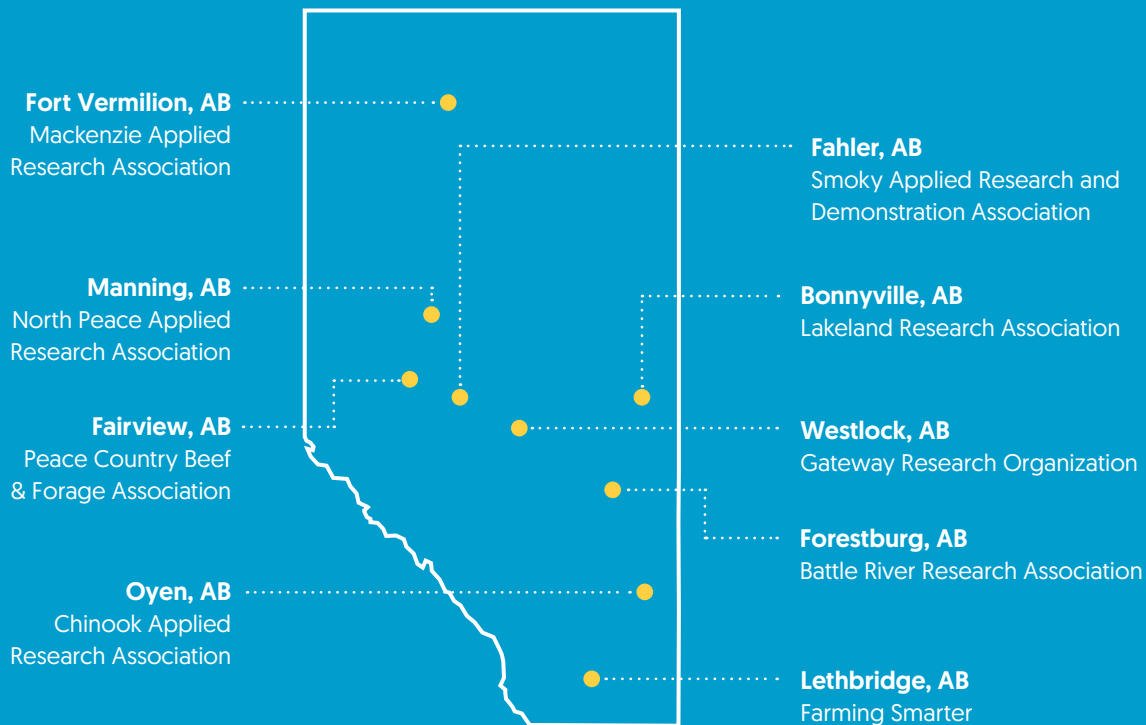 Fort Vermilion, AB
Mackenzie Applied
Research Association
Manning, AB
North Peace Applied
Research Association
Fairview, AB
Peace Country Beef
& Forage Association
Oyen, AB
Chinook Applied
Research Association
Fahler, AB
Smoky Applied Research and
Demonstration Association
Bonnyville, AB
Lakeland Research Association
Westlock, AB
Gateway Research Organization
Forestburg, AB
Battle River Research Association
Lethbridge, AB
Farming Smarter